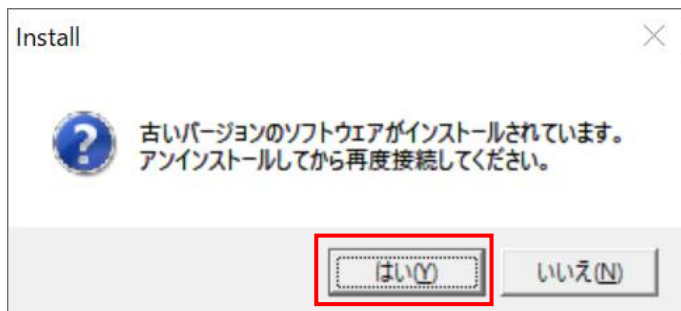 Install
古いバージョンのソフトウエアがインストールされています。
アンインストールしてから再度接続してください。
はい(Y)
いいえ(N)